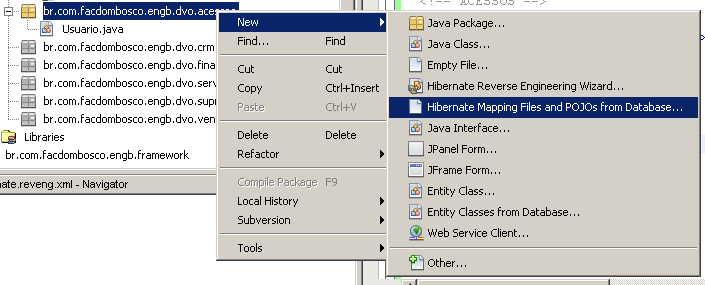 <!-- ACESSOS -->
br.com.facdombosco.engb.dvo.acessos
Usuario.java
br.com.facdombosco.engb.dvo.crm
br.com.facdombosco.engb.dvo.fina
br.com.facdombosco.engb.dvo.serv
br.com.facdombosco.engb.dvo.supr
br.com.facdombosco.engb.dvo.ven
Libraries
br.com.facdombosco.engb.framework
nate.reveng.xml - Navigator
New
Find... Find
Cut Cut
Copy Ctrl+Insert
Paste Ctrl+V
Delete Delete
Refactor
Compile Package F9
Local History
Subversion
Tools
Java Package...
Java Class...
Empty File...
Hibernate Reverse Engineering Wizard...
Hibernate Mapping Files and POJOs from Database...
Java Interface...
JPanel Form...
JFrame Form...
Entity Class...
Entity Classes from Database...
Web Service Client...
Other...